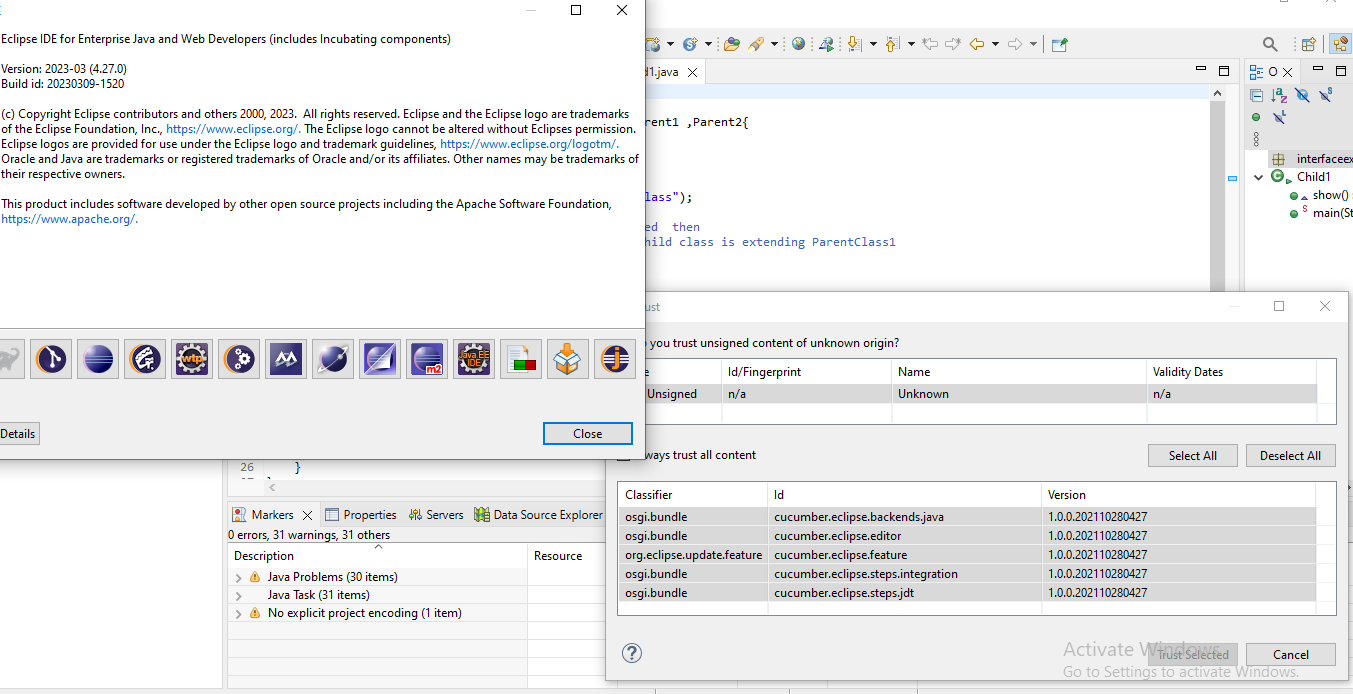 Eclipse IDE for Enterprise Java and Web Developers (includes Incubating components)
Version: 2023-03 (4.27.0)
Build id: 20230309-1520
(c) Copyright Eclipse contributors and others 2000, 2023.  All rights reserved. Eclipse and the Eclipse logo are trademarks
of the Eclipse Foundation, Inc., https://www.eclipse.org/. The Eclipse logo cannot be altered without Eclipses permission.
Eclipse logos are provided for use under the Eclipse logo and trademark guidelines, https://www.eclipse.org/logotm/.
Oracle and Java are trademarks or registered trademarks of Oracle and/or its affiliates. Other names may be trademarks of
their respective owners.
This product includes software developed by other open source projects including the Apache Software Foundation,
https://www.apache.org/.
wtp
m2
Java EE
IDE
Details
Close
d1.java
rent1 ,Parent2{
lass");
ed  then
hild class is extending ParentClass1
26 }
O
interfaceex
Child1
show() :
main(St
ust
you trust unsigned content of unknown origin?
e Id/Fingerprint Name Validity Dates
Unsigned n/a Unknown n/a
ways trust all content
Select All
Deselect All
Classifier Id Version
osgi.bundle cucumber.eclipse.backends.java 1.0.0.202110280427
osgi.bundle cucumber.eclipse.editor 1.0.0.202110280427
org.eclipse.update.feature cucumber.eclipse.feature 1.0.0.202110280427
osgi.bundle cucumber.eclipse.steps.integration 1.0.0.202110280427
osgi.bundle cucumber.eclipse.steps.jdt 1.0.0.202110280427
Trust Selected
Cancel
Activate Windows
Go to Settings to activate Windows.
Markers Properties Servers Data Source Explorer
0 errors, 31 warnings, 31 others
Description Resource
Java Problems (30 items)
Java Task (31 items)
No explicit project encoding (1 item)